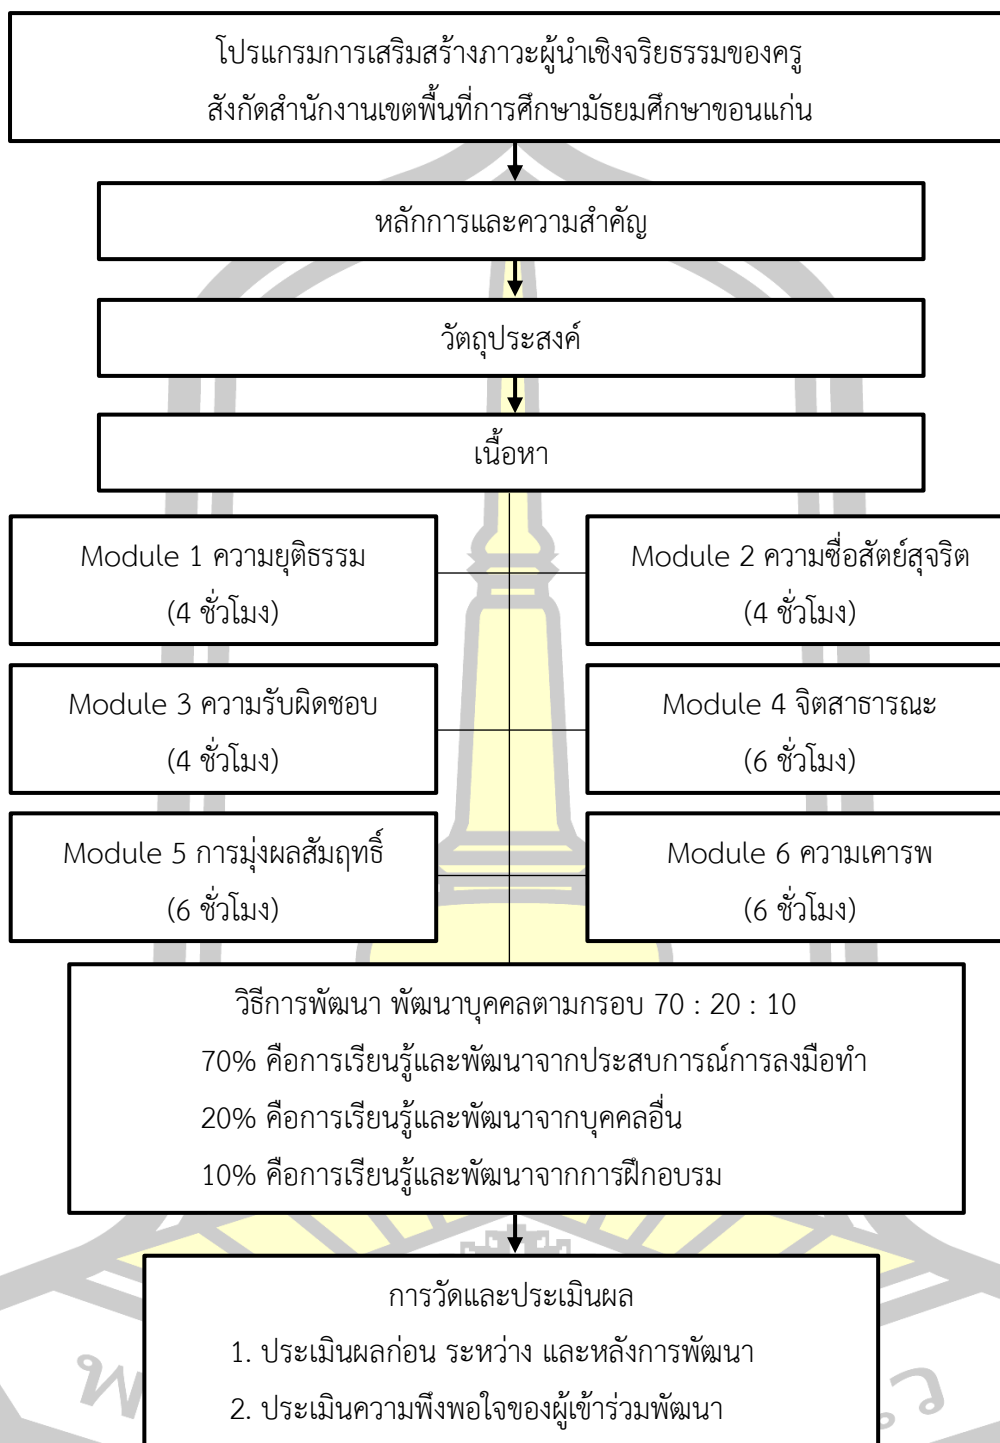 โปรแกรมการเสริมสร้างภาวะผู้นำเชิงจริยธรรมของครู
สังกัดสำนักงานเขตพื้นที่การศึกษามัธยมศึกษาขอนแก่น
หลักการและความสำคัญ
วัตถุประสงค์
เนื้อหา
Module 1 ความยุติธรรม
(4 ชั่วโมง)
Module 2 ความซื่อสัตย์สุจริต
(4 ชั่วโมง)
Module 3 ความรับผิดชอบ
(4 ชั่วโมง)
Module 4 จิตสาธารณะ
(6 ชั่วโมง)
Module 5 การมุ่งผลสัมฤทธิ์
(6 ชั่วโมง)
Module 6 ความเคารพ
(6 ชั่วโมง)
วิธีการพัฒนา พัฒนาบุคคลตามกรอบ 70 : 20 : 10
70% คือการเรียนรู้และพัฒนาจากประสบการณ์การลงมือทำ
20% คือการเรียนรู้และพัฒนาจากบุคคลอื่น
10% คือการเรียนรู้และพัฒนาจากการฝึกอบรม
การวัดและประเมินผล
1. ประเมินผลก่อน ระหว่าง และหลังการพัฒนา
2. ประเมินความพึงพอใจของผู้เข้าร่วมพัฒนา